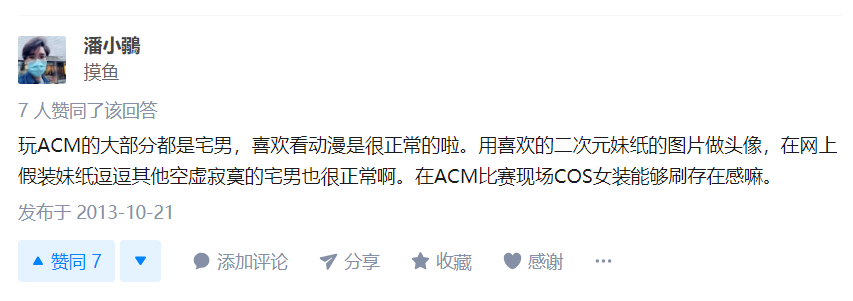 潘小鶸
摸鱼
7 人赞同了该回答
玩ACM的大部分都是宅男，喜欢看动漫是很正常的啦。用喜欢的二次元妹纸的图片做头像，在网上
假装妹纸逗逗其他空虚寂寞的宅男也很正常啊。在ACM比赛现场COS女装能够刷存在感嘛。
发布于 2013-10-21
赞同 7 添加评论 分享 收藏 感谢